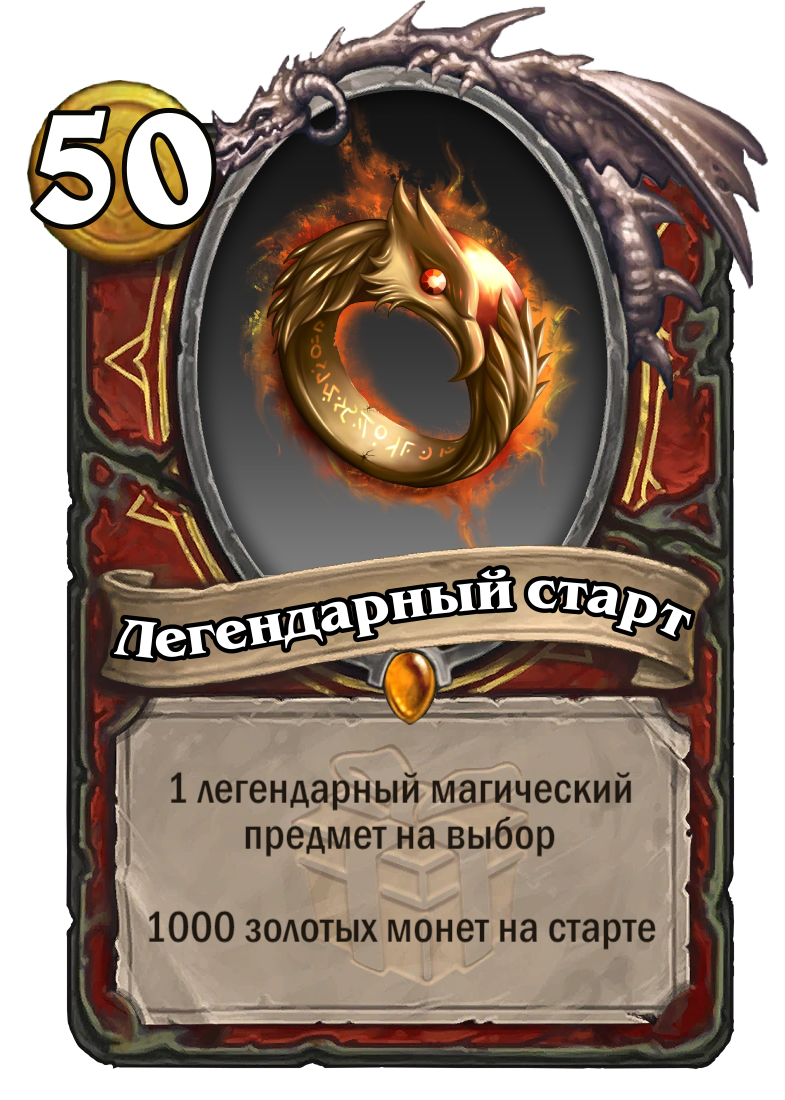 50
Легендарный старт
1 легендарный магический
предмет на выбор
1000 золотых монет на старте